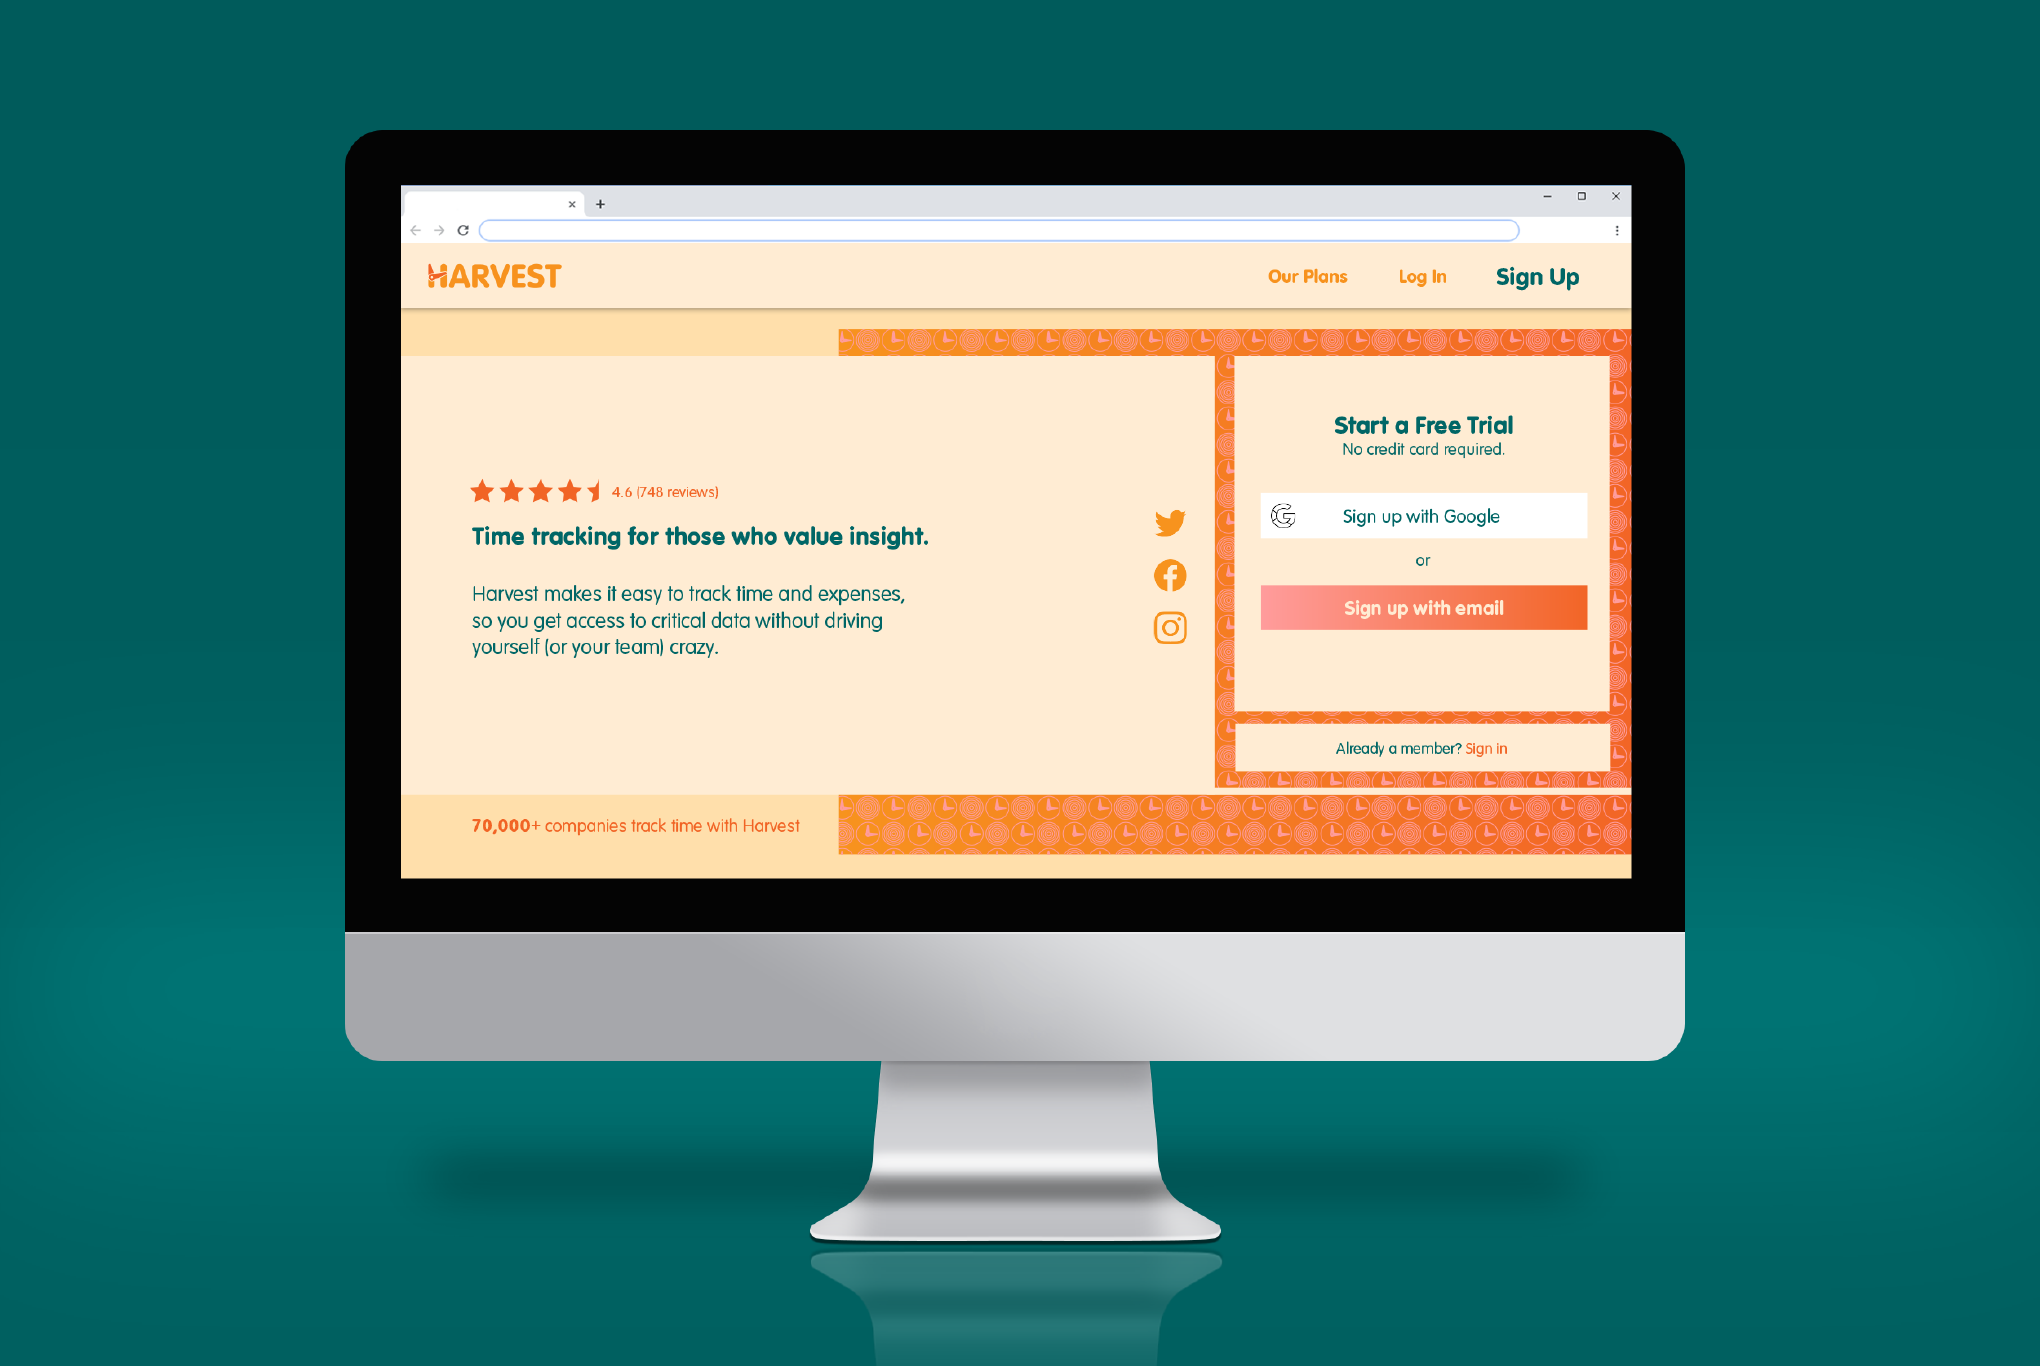 HARVEST
Our Plans
Log In
Sign Up
4.6 (748 reviews)
Time tracking for those who value insight.
Harvest makes it easy to track time and expenses,
so you get access to critical data without driving
yourself (or your team) crazy.
Start a Free Trial
No credit card required.
G
Sign up with Google
or
Sign up with email
Already a member? Sign in
70,000+ companies track time with Harvest